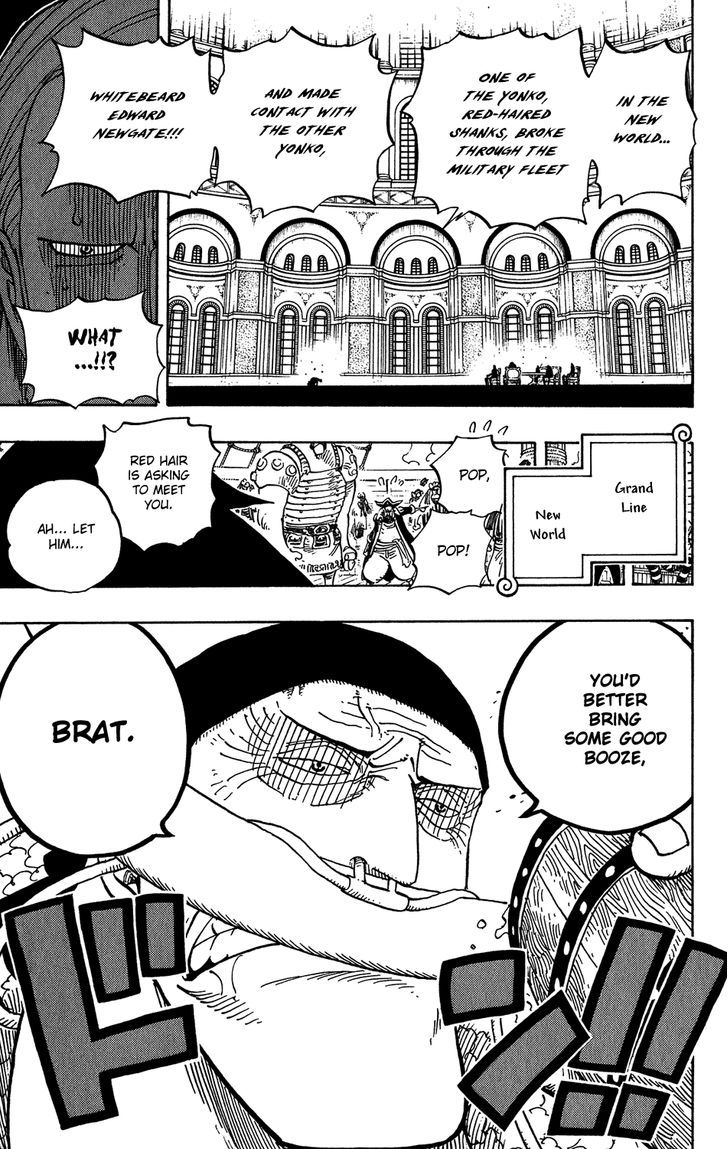 IN THE
NEW
WORLD...
ONE OF
THE YONKO,
RED-HAIRED
SHANKS, BROKE
THROUGH THE
MILITARY FLEET
AND MADE
CONTACT WITH
THE OTHER
YONKO,
WHITEBEARD
EDWARD
NEWGATE!!!
WHAT
...!!?
Grand
Line
New
World
POP,
POP!
RED HAIR
IS ASKING
TO MEET
YOU.
AH... LET
HIM...
YOU'D
BETTER
BRING
SOME GOOD
BOOZE,
BRAT.
ドドン!!